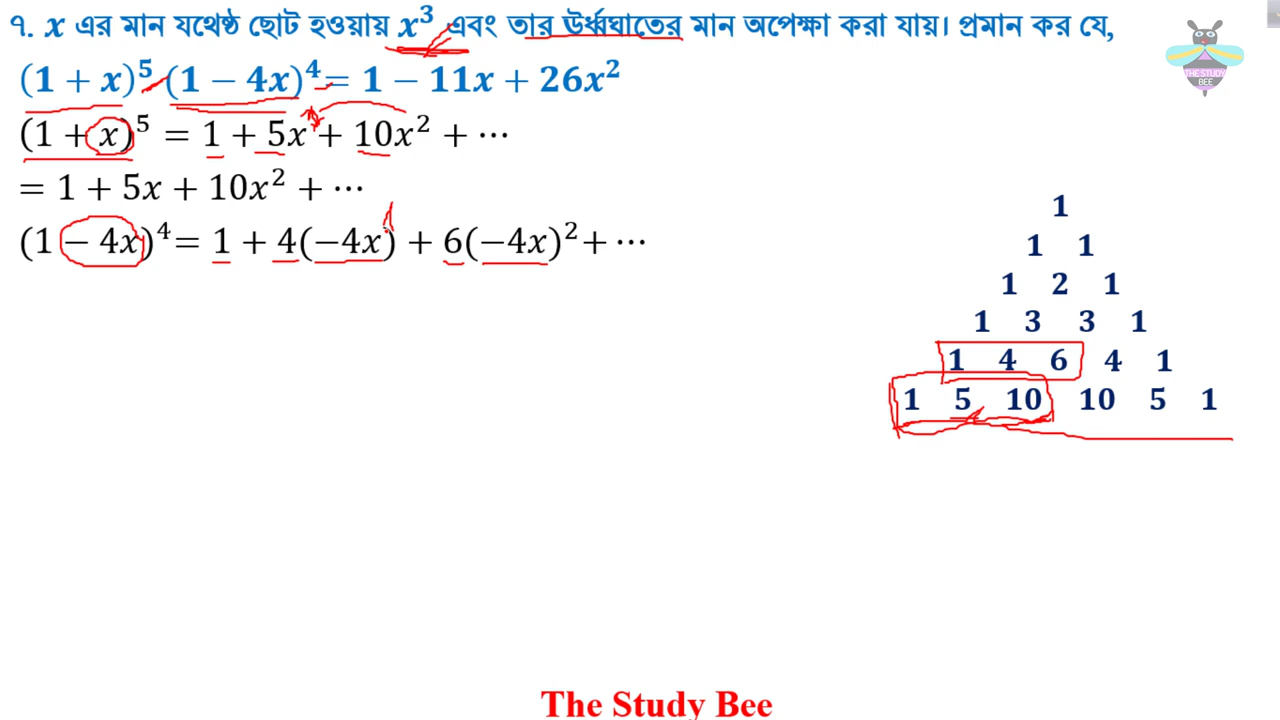 ৭. x এর মান যথেষ্ঠ ছোট হওয়ায় x³ এবং তার ঊর্ধ্বঘাতের মান অপেক্ষা করা যায়। প্রমান কর যে,
(1 + x)⁵ (1 − 4x)⁴ = 1 − 11x + 26x²
(1 + x)⁵ = 1 + 5x + 10x² + ⋯
= 1 + 5x + 10x² + ⋯
(1 − 4x)⁴ = 1 + 4(−4x) + 6(−4x)² + ⋯
1
1 1
1 2 1
1 3 3 1
1 4 6 4 1
1 5 10 10 5 1
THE STUDY
BEE
The Study Bee